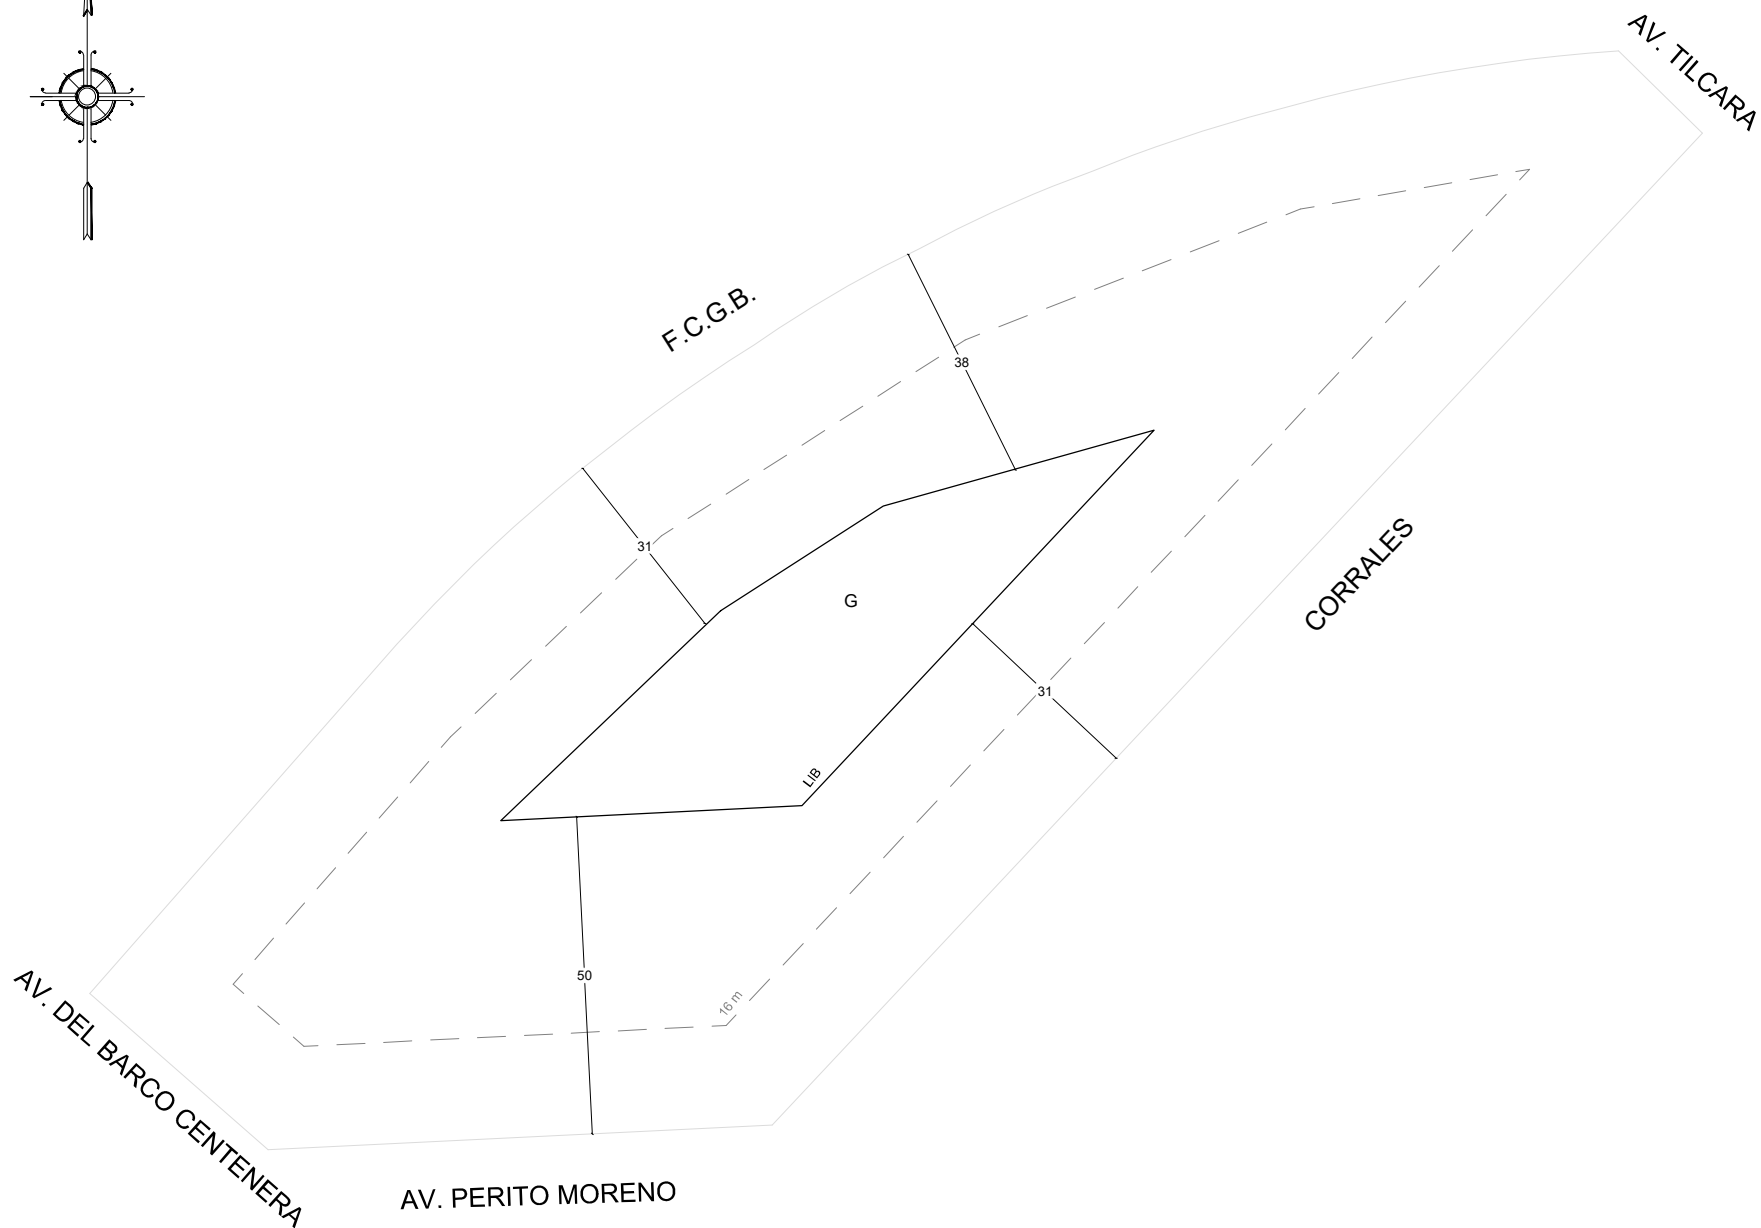 AV. TILCARA
F.C.G.B.
38
31
G
CORRALES
31
LIB
50
16 m
AV. DEL BARCO CENTENERA
AV. PERITO MORENO